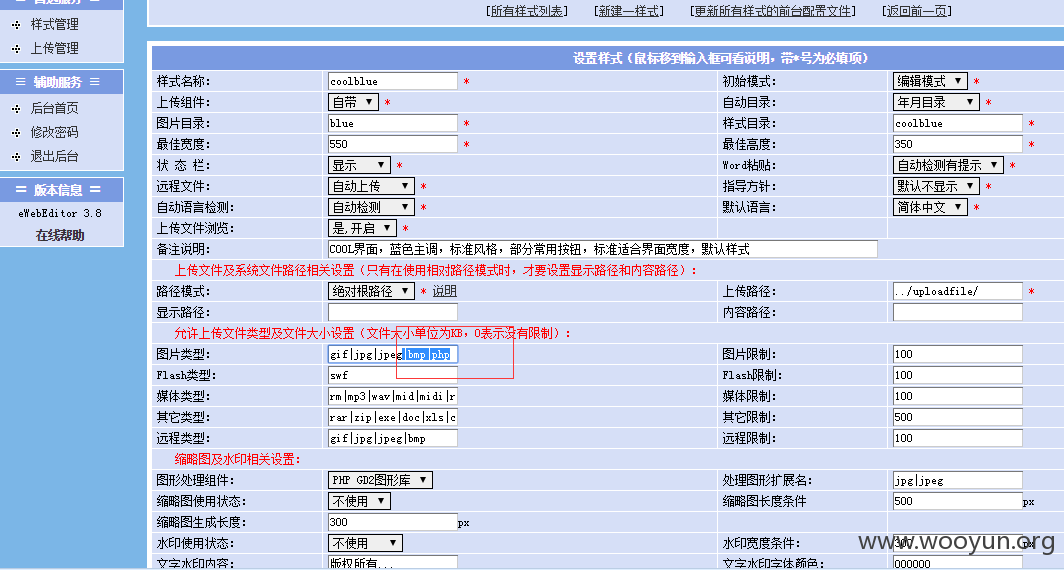 [所有样式列表] [新建一样式] [更新所有样式的前台配置文件] [返回前一页]
样式管理
上传管理
☰ 辅助服务 ☰
后台首页
修改密码
退出后台
= 版本信息 =
eWebEditor 3.8
在线帮助
设置样式（鼠标移到输入框可看说明，带*号为必填项）
样式名称： coolblue * 初始模式： 编辑模式 *
上传组件： 自带 * 自动目录： 年月目录 *
图片目录： blue * 样式目录： coolblue *
最佳宽度： 550 * 最佳高度： 350 *
状 态 栏： 显示 * Word粘贴： 自动检测有提示 *
远程文件： 自动上传 * 指导方针： 默认不显示 *
自动语言检测： 自动检测 * 默认语言： 简体中文 *
上传文件浏览： 是,开启 *
备注说明： COOL界面，蓝色主调，标准风格，部分常用按钮，标准适合界面宽度，默认样式
上传文件及系统文件路径相关设置（只有在使用相对路径模式时，才要设置显示路径和内容路径）：
路径模式： 绝对根路径 * 说明 上传路径： ../uploadfile/ *
显示路径： 内容路径：
允许上传文件类型及文件大小设置（文件大小单位为KB，0表示没有限制）：
图片类型： gif|jpg|jpeg|bmp|php 图片限制： 100
Flash类型： swf Flash限制： 100
媒体类型： rm|mp3|wav|mid|midi|r 媒体限制： 100
其它类型： rar|zip|exe|doc|xls|c 其它限制： 500
远程类型： gif|jpg|jpeg|bmp 远程限制： 100
缩略图及水印相关设置：
图形处理组件： PHP GD2图形库 处理图形扩展名： jpg|jpeg
缩略图使用状态： 不使用 缩略图长度条件 500 px
缩略图生成长度： 300 px
水印使用状态： 不使用 水印宽度条件： 300 px
www.wooyun.org
文字水印内容： 版权所有... 文字水印字体颜色： 000000